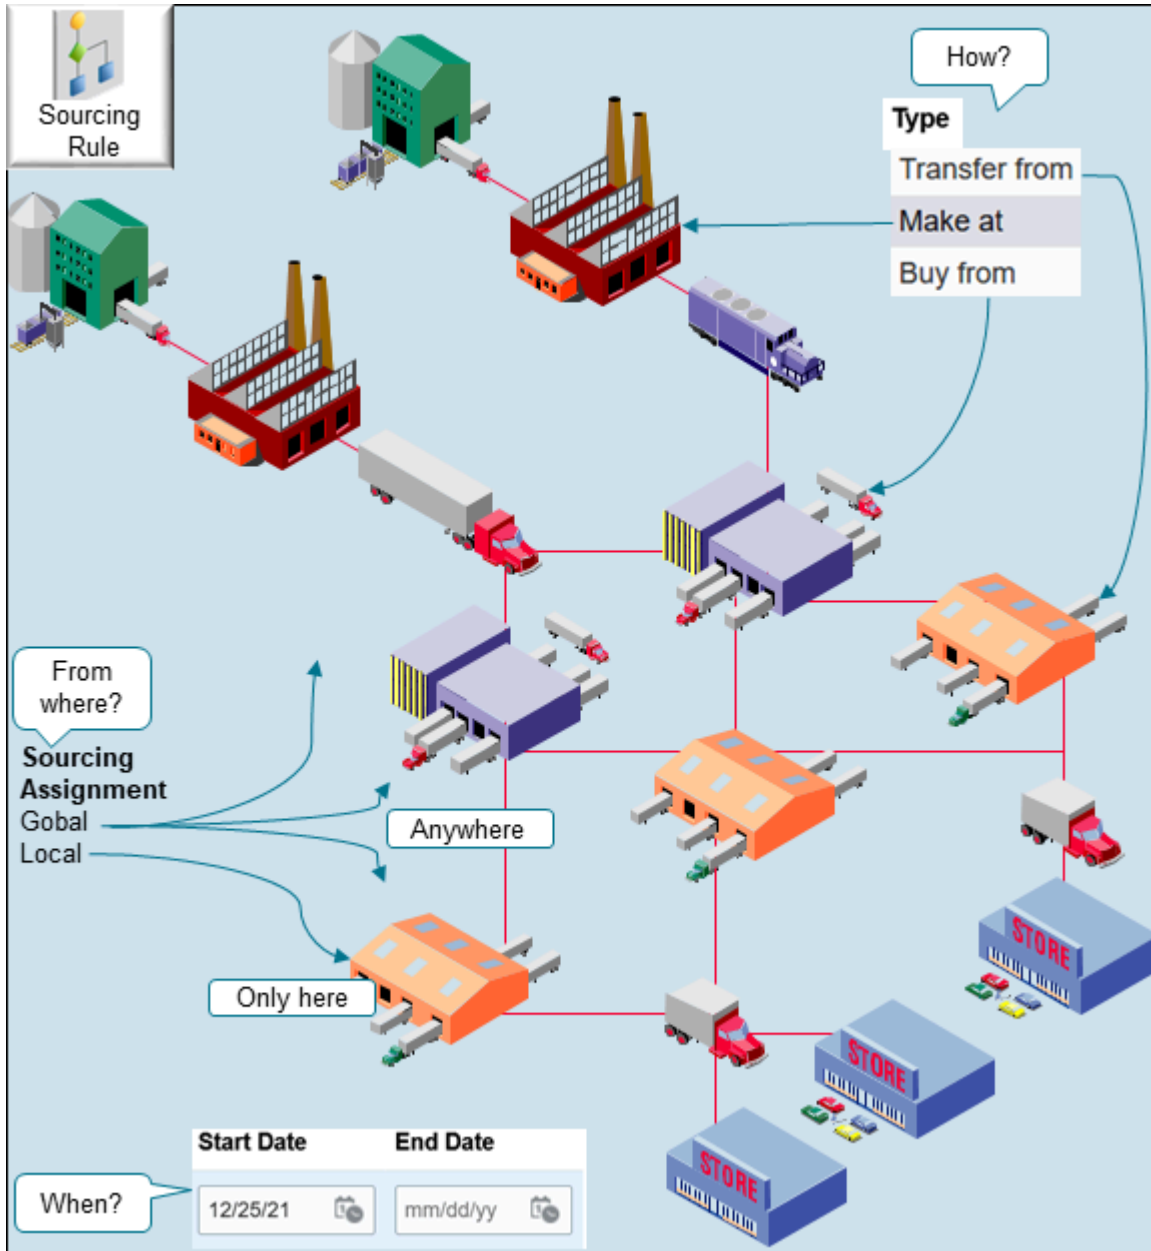 Sourcing
Rule
How?
Type
Transfer from
Make at
Buy from
From
where?
Sourcing
Assignment
Gobal
Local
Anywhere
Only here
STORE
STORE
STORE
Start Date End Date
When?
12/25/21 mm/dd/yy